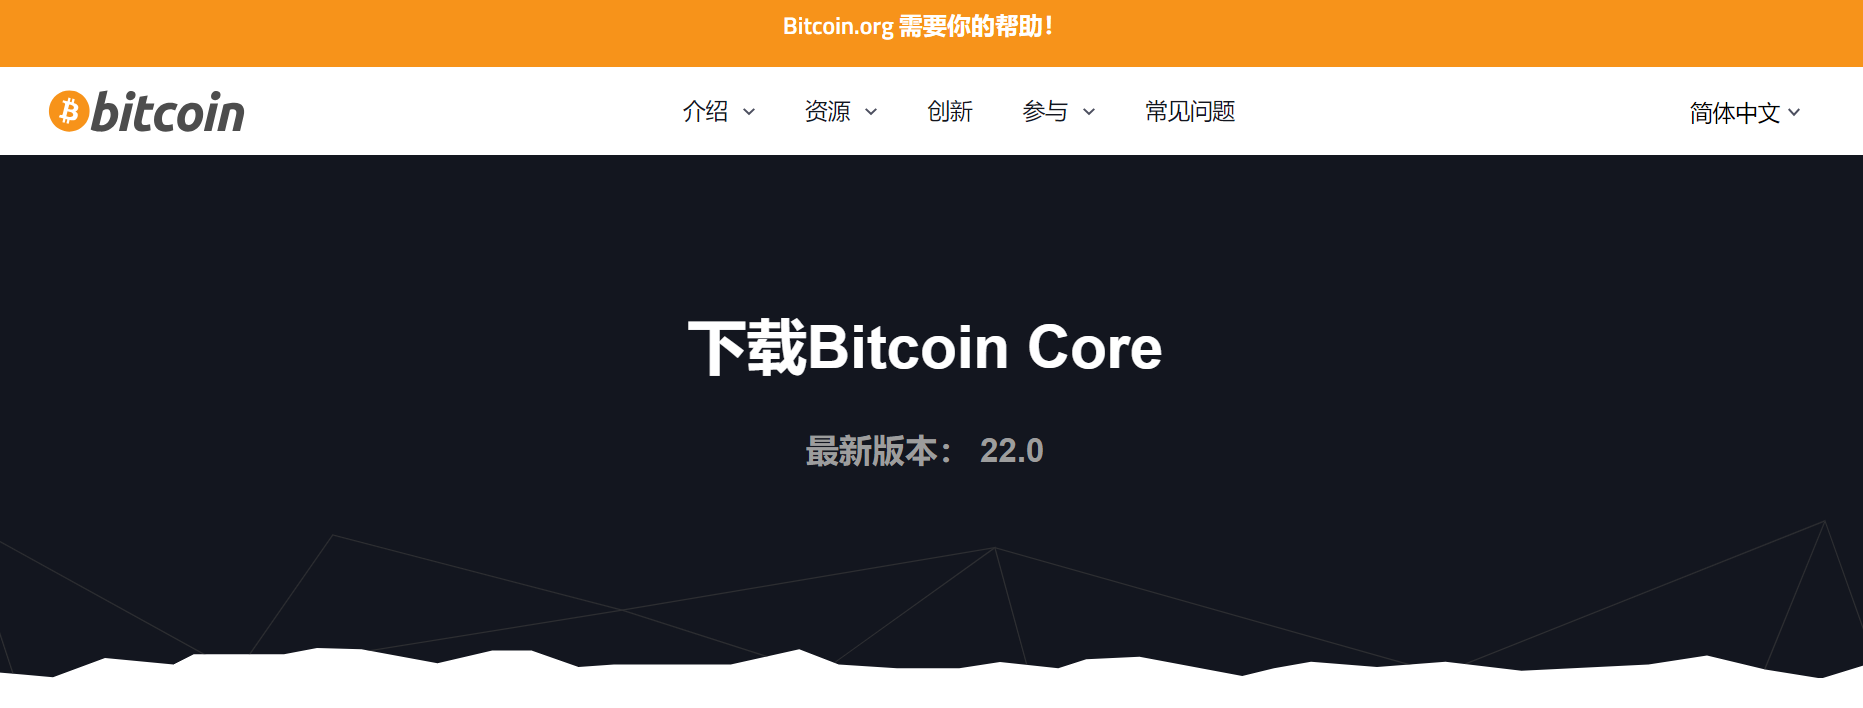 Bitcoin.org 需要你的帮助！
bitcoin
介绍 资源 创新 参与 常见问题
简体中文
下载Bitcoin Core
最新版本： 22.0